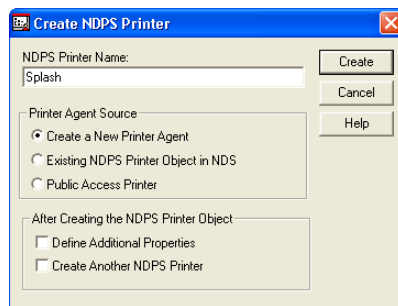 Create NDPS Printer
NDPS Printer Name:
Splash
Create
Cancel
Help
Printer Agent Source
Create a New Printer Agent
Existing NDPS Printer Object in NDS
Public Access Printer
After Creating the NDPS Printer Object
Define Additional Properties
Create Another NDPS Printer